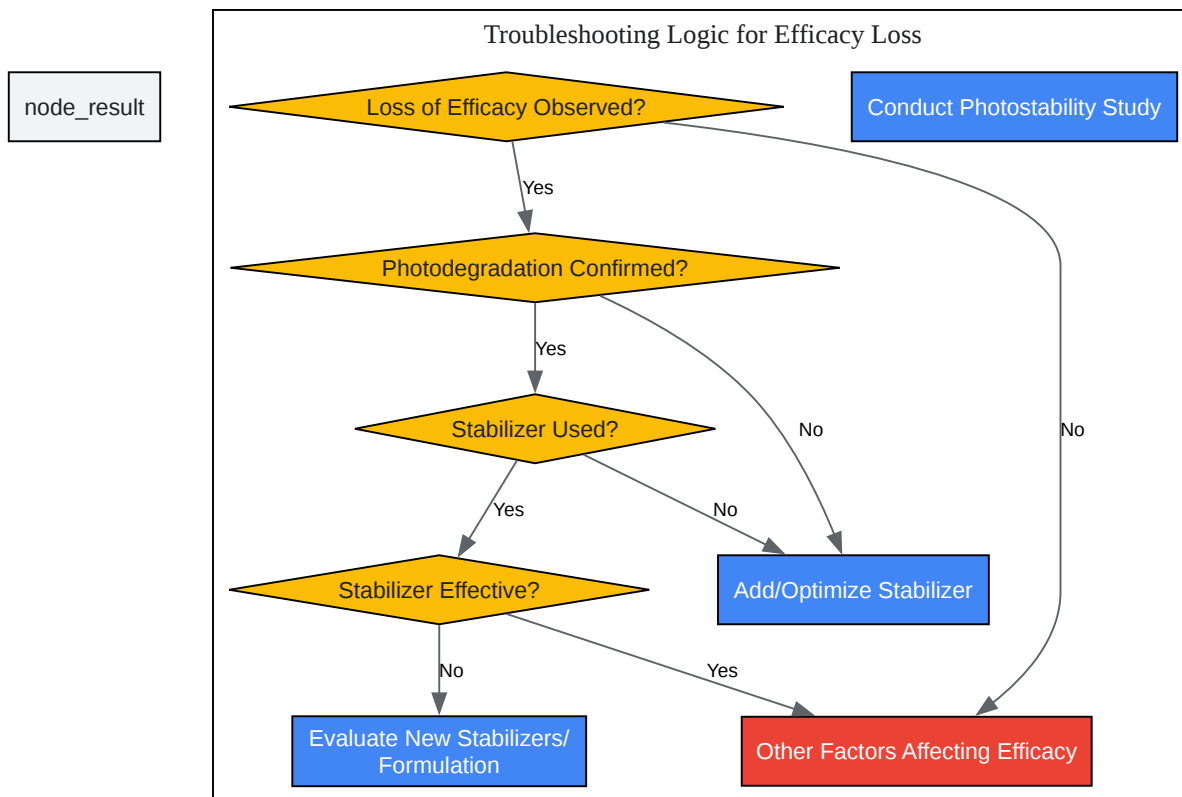 Troubleshooting Logic for Efficacy Loss
node_result
Loss of Efficacy Observed?
Conduct Photostability Study
Yes
Photodegradation Confirmed?
Yes
Stabilizer Used?
No
No
Yes
No
Stabilizer Effective?
Add/Optimize Stabilizer
No
Yes
Evaluate New Stabilizers/
Formulation
Other Factors Affecting Efficacy